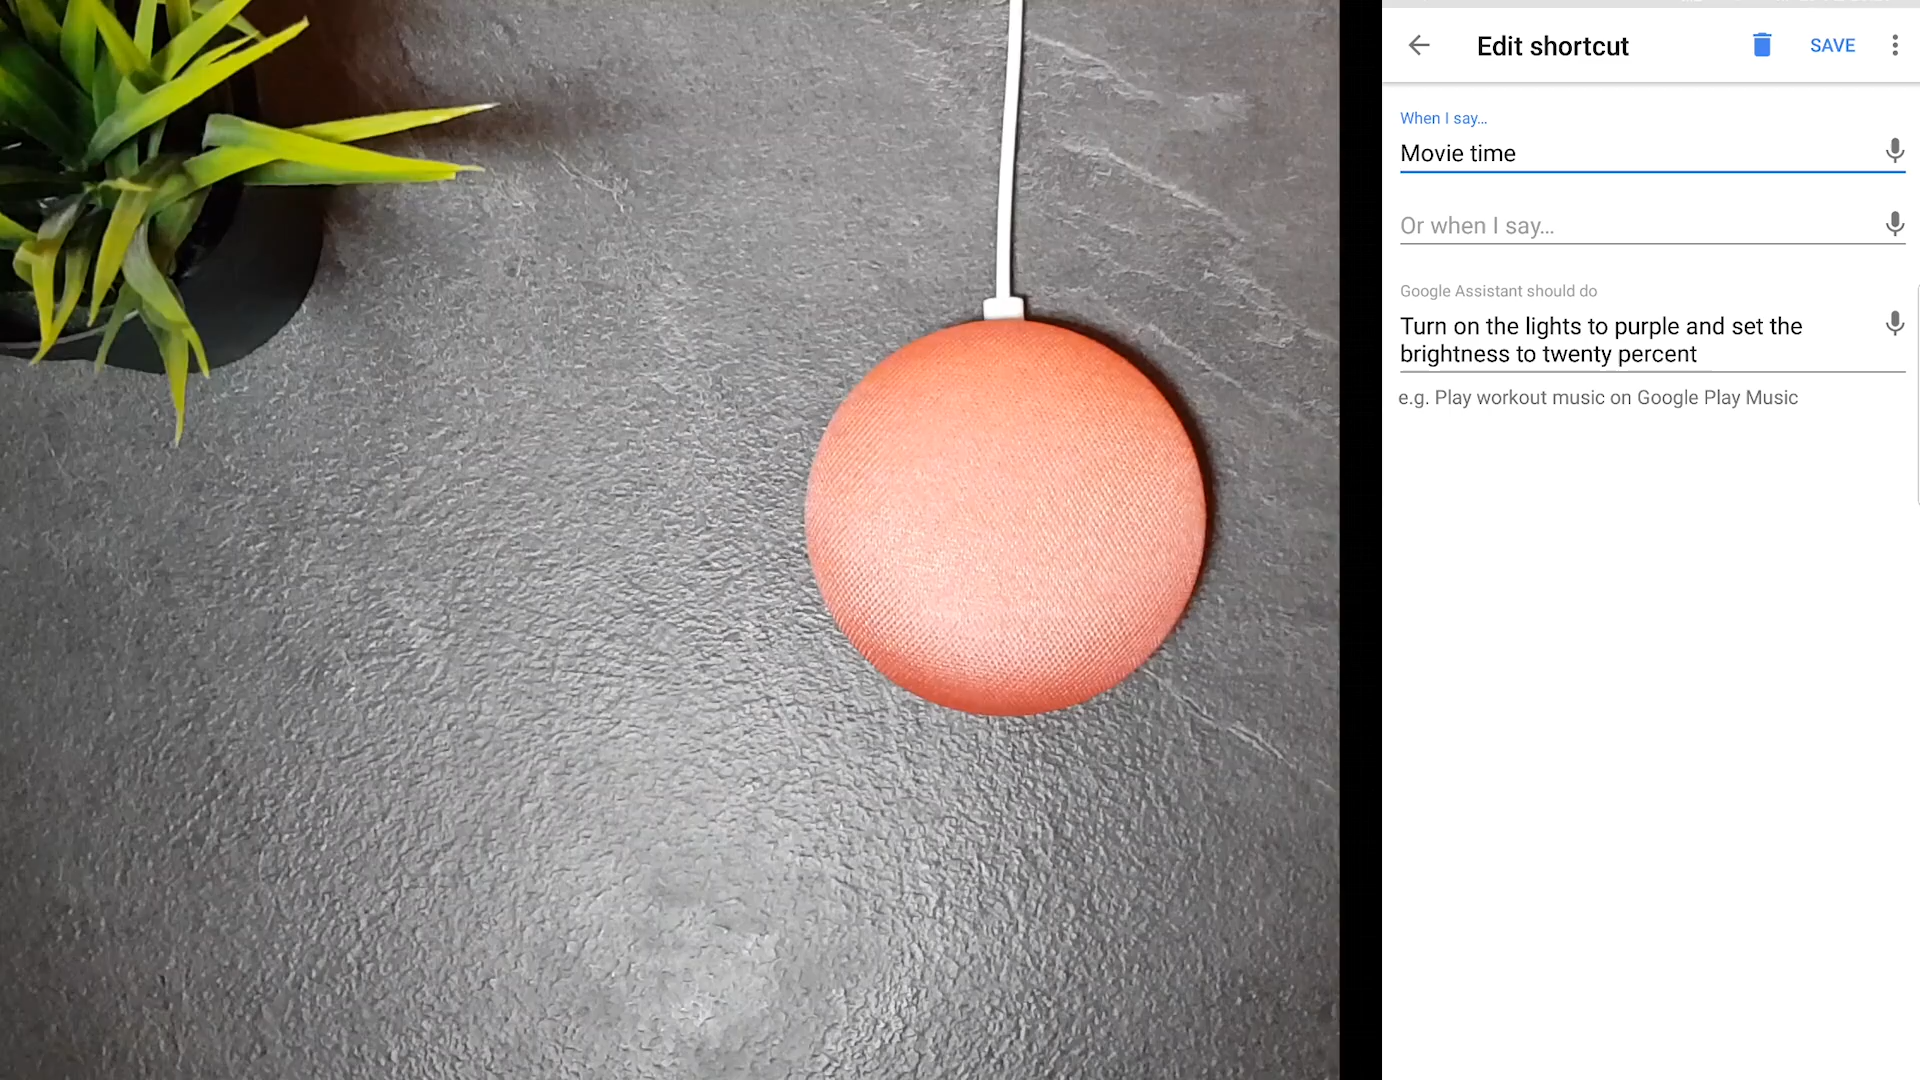 Edit shortcut
SAVE
When I say...
Movie time
Or when I say...
Google Assistant should do
Turn on the lights to purple and set the
brightness to twenty percent
e.g. Play workout music on Google Play Music